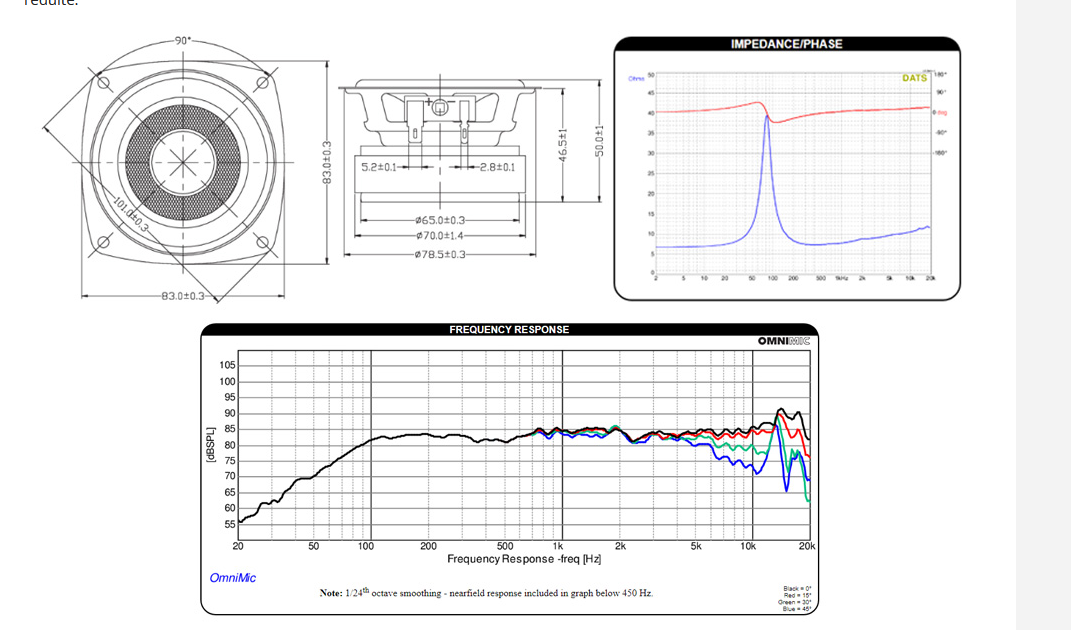 reduite.
90°
101.0±0.3
83.0±0.3
83.0±0.3
5.2±0.1
2.8±0.1
46.5±1
50.0±1
Ø65.0±0.3
Ø70.0±1.4
Ø78.5±0.3
IMPEDANCE/PHASE
Ohms
DATS
50
45
40
35
30
25
20
15
10
5
0
180°
90°
0 deg
-90°
-180°
2 5 10 20 50 100 200 500 1kHz 2k 5k 10k 20k
FREQUENCY RESPONSE
OMNIMIC
[dBSPL]
105
100
95
90
85
80
75
70
65
60
55
20 50 100 200 500 1k 2k 5k 10k 20k
Frequency Response -freq [Hz]
OmniMic
Note: 1/24th octave smoothing - nearfield response included in graph below 450 Hz.
Black = 0°
Red = 15°
Green = 30°
Blue = 45°